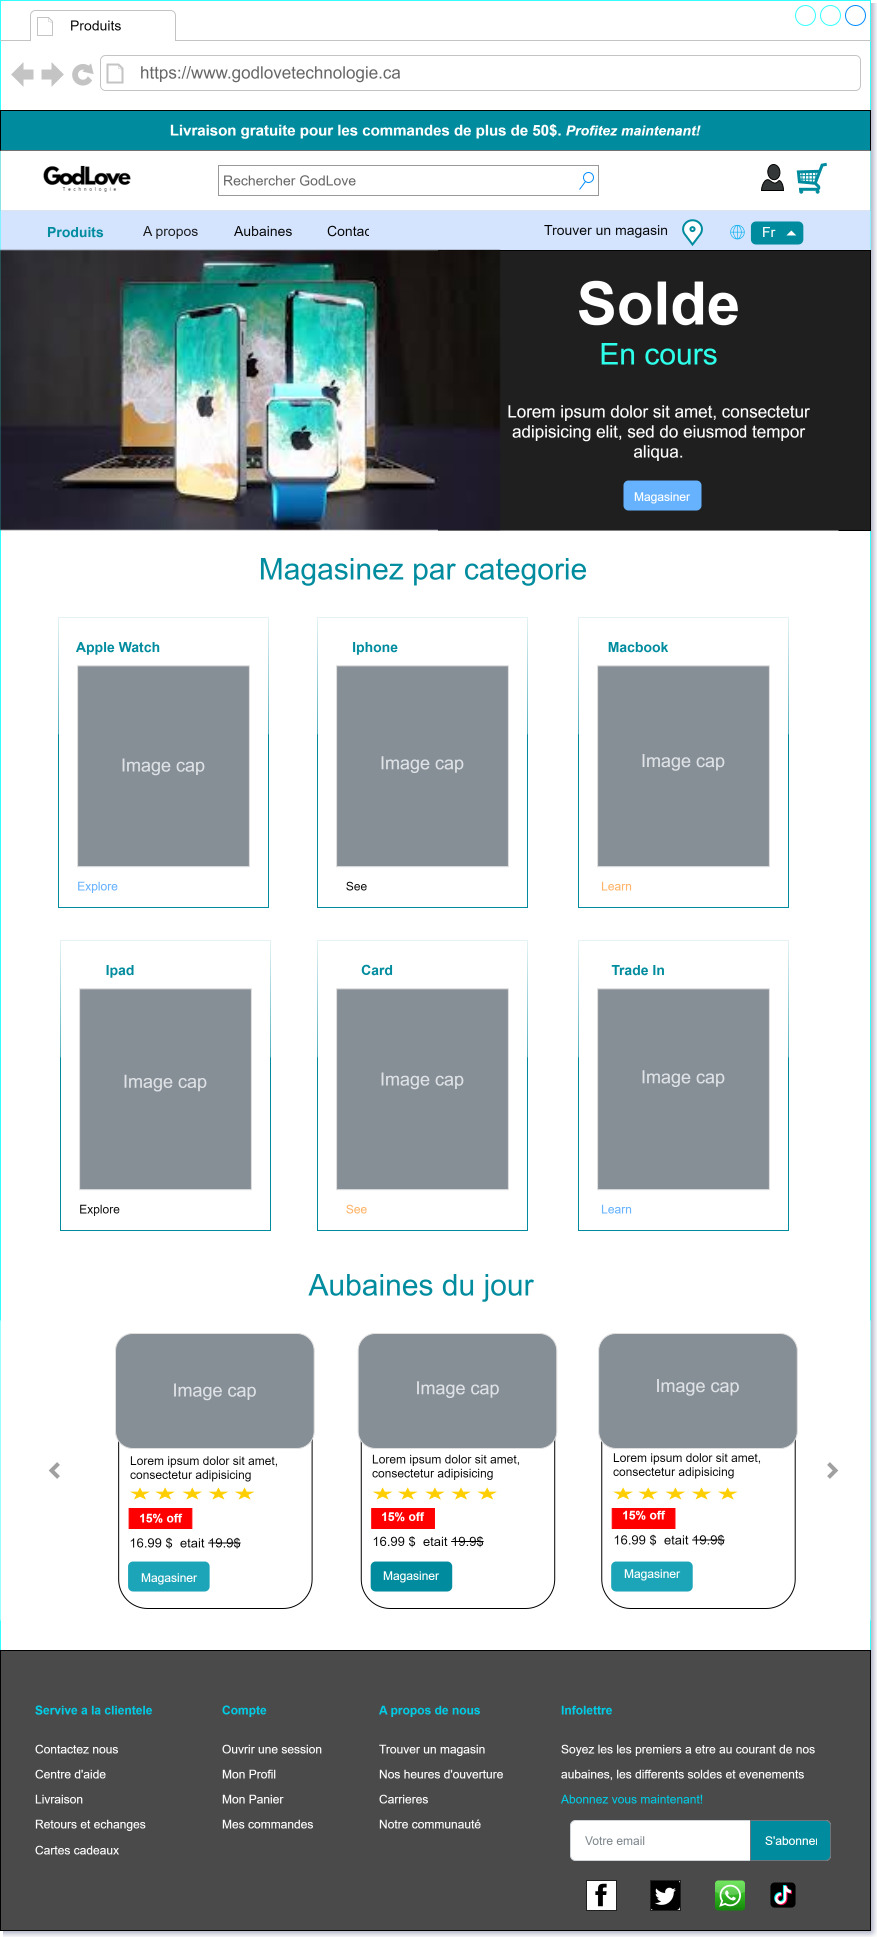 Produits
https://www.godlovetechnologie.ca
Livraison gratuite pour les commandes de plus de 50$. Profitez maintenant!
GodLove
Technologie
Rechercher GodLove
Produits
A propos
Aubaines
Contac
Trouver un magasin
Fr
Solde
En cours
Lorem ipsum dolor sit amet, consectetur
adipisicing elit, sed do eiusmod tempor
aliqua.
Magasiner
Magasinez par categorie
Apple Watch
Image cap
Explore
Iphone
Image cap
See
Macbook
Image cap
Learn
Ipad
Image cap
Explore
Card
Image cap
See
Trade In
Image cap
Learn
Aubaines du jour
Image cap
Lorem ipsum dolor sit amet,
consectetur adipisicing
15% off
16.99 $ etait 19.9$
Magasiner
Image cap
Lorem ipsum dolor sit amet,
consectetur adipisicing
15% off
16.99 $ etait 19.9$
Magasiner
Image cap
Lorem ipsum dolor sit amet,
consectetur adipisicing
15% off
16.99 $ etait 19.9$
Magasiner
Servive a la clientele
Contactez nous
Centre d'aide
Livraison
Retours et echanges
Cartes cadeaux
Compte
Ouvrir une session
Mon Profil
Mon Panier
Mes commandes
A propos de nous
Trouver un magasin
Nos heures d'ouverture
Carrieres
Notre communauté
Infolettre
Soyez les les premiers a etre au courant de nos
aubaines, les differents soldes et evenements
Abonnez vous maintenant!
Votre email
S'abonner